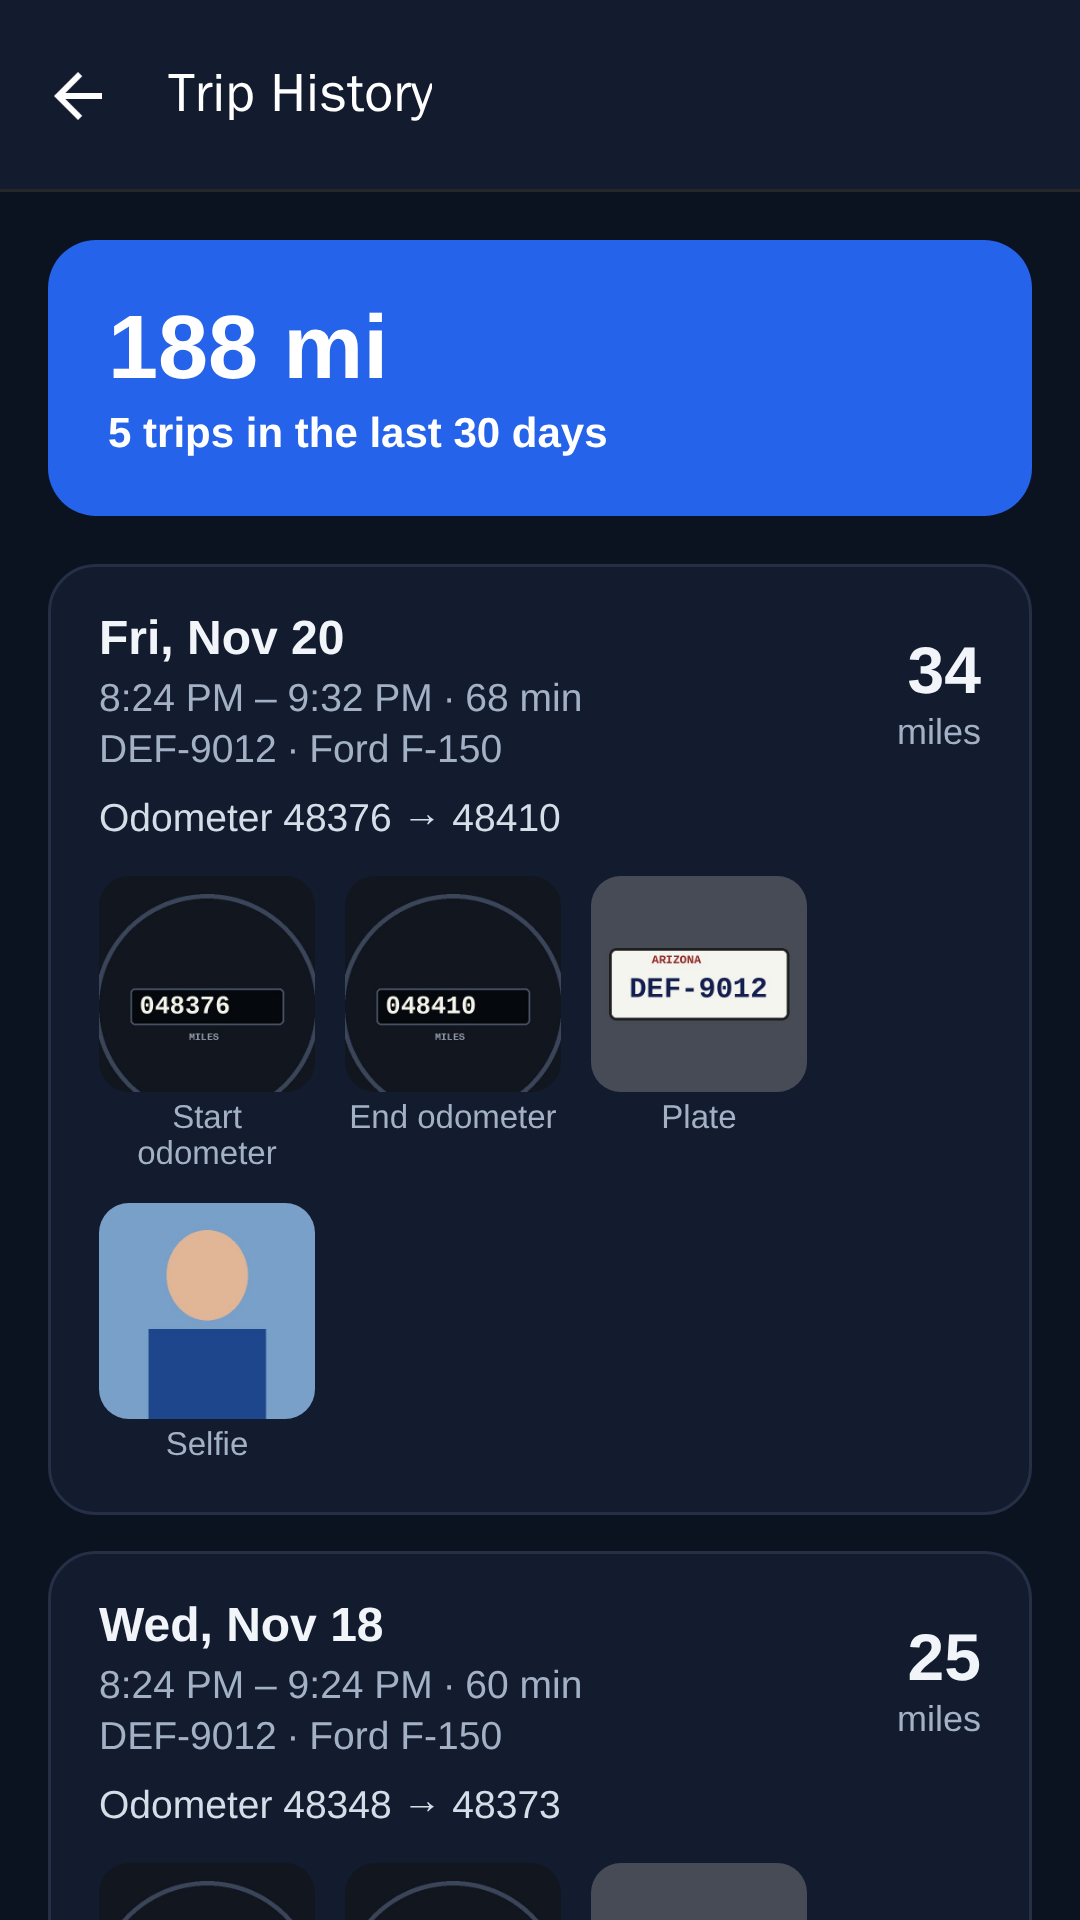 Trip History
188 mi
5 trips in the last 30 days
Fri, Nov 20
8:24 PM – 9:32 PM · 68 min
DEF-9012 · Ford F-150
34
miles
Odometer 48376 → 48410
048376
MILES
048410
MILES
ARIZONA
DEF-9012
Start
odometer
End odometer
Plate
Selfie
Wed, Nov 18
8:24 PM – 9:24 PM · 60 min
DEF-9012 · Ford F-150
25
miles
Odometer 48348 → 48373